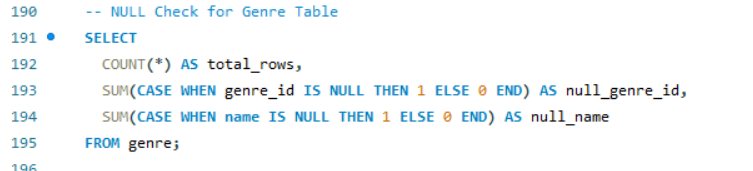 190 -- NULL Check for Genre Table
191 SELECT
192 COUNT(*) AS total_rows,
193 SUM(CASE WHEN genre_id IS NULL THEN 1 ELSE 0 END) AS null_genre_id,
194 SUM(CASE WHEN name IS NULL THEN 1 ELSE 0 END) AS null_name
195 FROM genre;
196